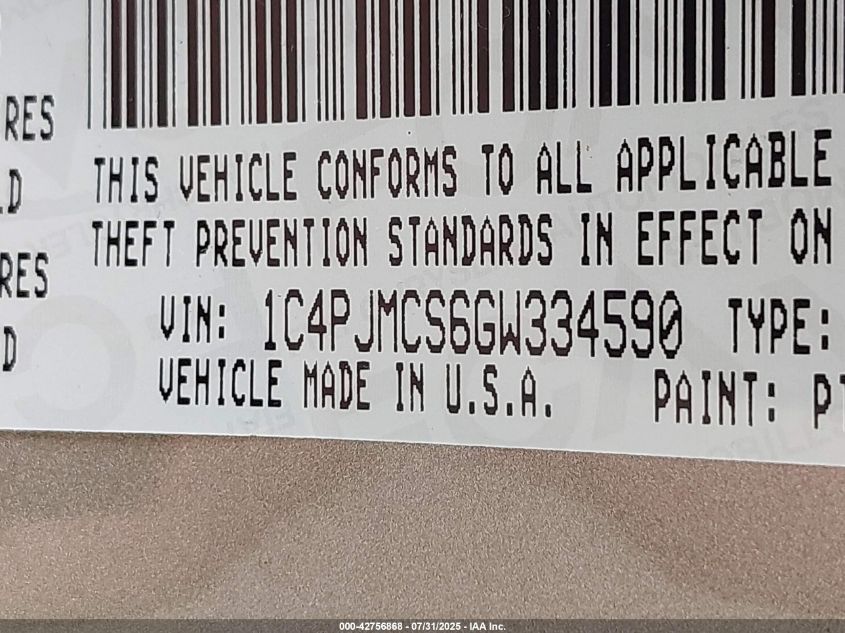 RES
LD
RES
D
THIS VEHICLE CONFORMS TO ALL APPLICABLE
THEFT PREVENTION STANDARDS IN EFFECT ON
VIN: 1C4PJMCS6GW334590 TYPE:
VEHICLE MADE IN U.S.A. PAINT: P
000-42756868 - 07/31/2025 - IAA Inc.